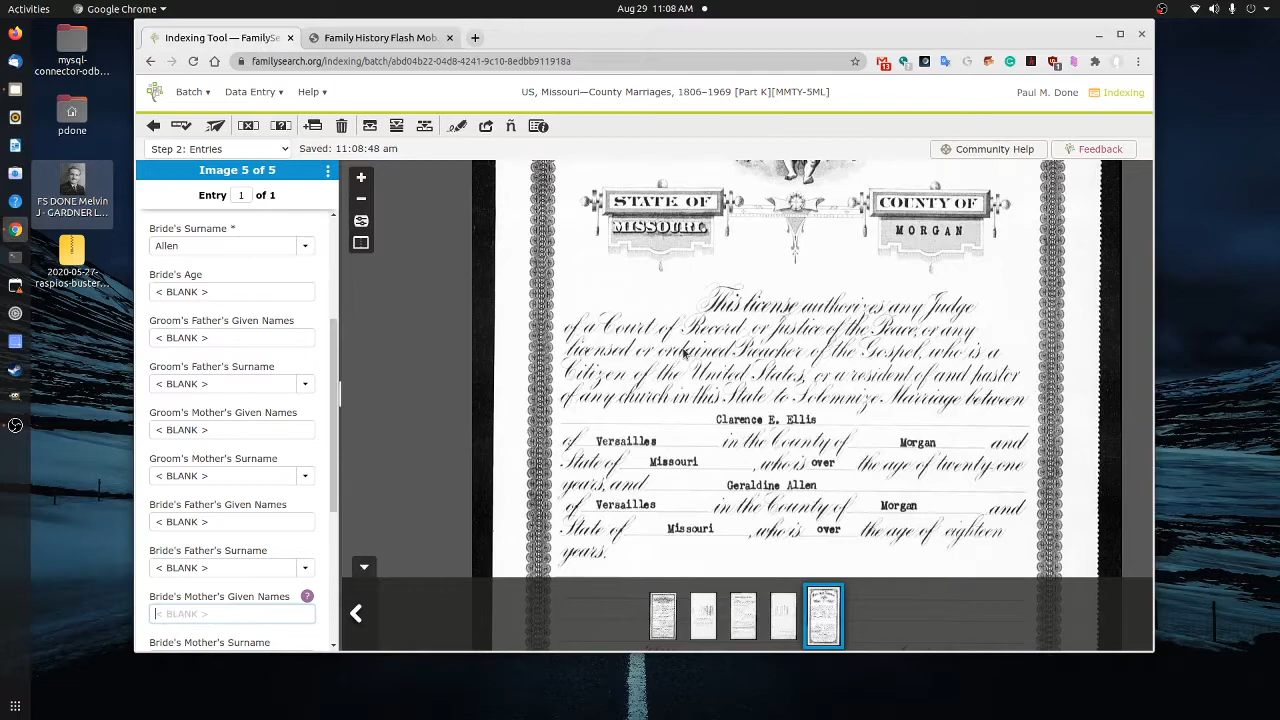 Activities
Google Chrome ▾
Aug 29 11:08 AM
mysql-
connector-odb...
pdone
FS DONE Melvin
J - GARDNER L...
2020-05-27-
raspios-buster...
Indexing Tool — FamilySe
Family History Flash Mob.
familysearch.org/indexing/batch/abd04b22-04d8-4241-9c10-8edbb911918a
13
1
Batch ▾
Data Entry ▾
Help ▾
US, Missouri—County Marriages, 1806–1969 [Part K][MMTY-5ML]
Paul M. Done
Indexing
ñ
Step 2: Entries
Saved: 11:08:48 am
Community Help
Feedback
Image 5 of 5
Entry 1 of 1
Bride's Surname *
Allen
Bride's Age
< BLANK >
Groom's Father's Given Names
< BLANK >
Groom's Father's Surname
< BLANK >
Groom's Mother's Given Names
< BLANK >
Groom's Mother's Surname
< BLANK >
Bride's Father's Given Names
< BLANK >
Bride's Father's Surname
< BLANK >
Bride's Mother's Given Names
< BLANK >
Bride's Mother's Surname
STATE OF
MISSOURI.
COUNTY OF
MORGAN
This license authorizes any Judge
of a Court of Record, or Justice of the Peace, or any
licensed or ordained Preacher of the Gospel, who is a
Citizen of the United States, or a resident of and pastor
of any church in this State to Solemnize Marriage between
Clarence E. Ellis
of Versailles in the County of Morgan and
State of Missouri, who is over the age of twenty one
years, and Geraldine Allen
of Versailles in the County of Morgan and
State of Missouri, who is over the age of eighteen
years.